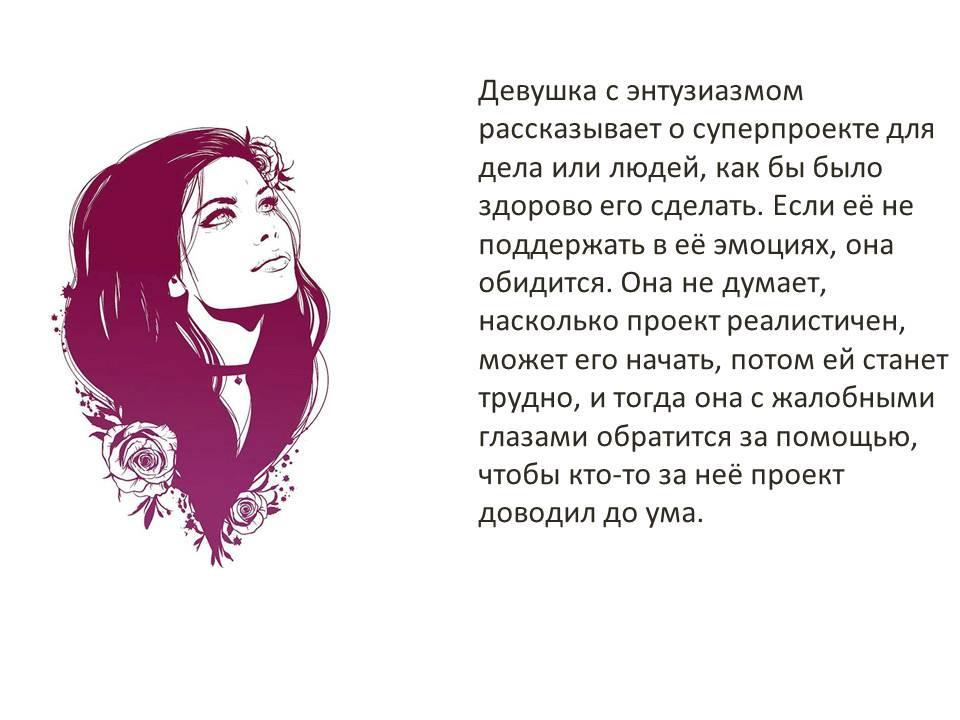 Девушка с энтузиазмом
рассказывает о суперпроекте для
дела или людей, как бы было
здорово его сделать. Если её не
поддержать в её эмоциях, она
обидится. Она не думает,
насколько проект реалистичен,
может его начать, потом ей станет
трудно, и тогда она с жалобными
глазами обратится за помощью,
чтобы кто-то за неё проект
доводил до ума.